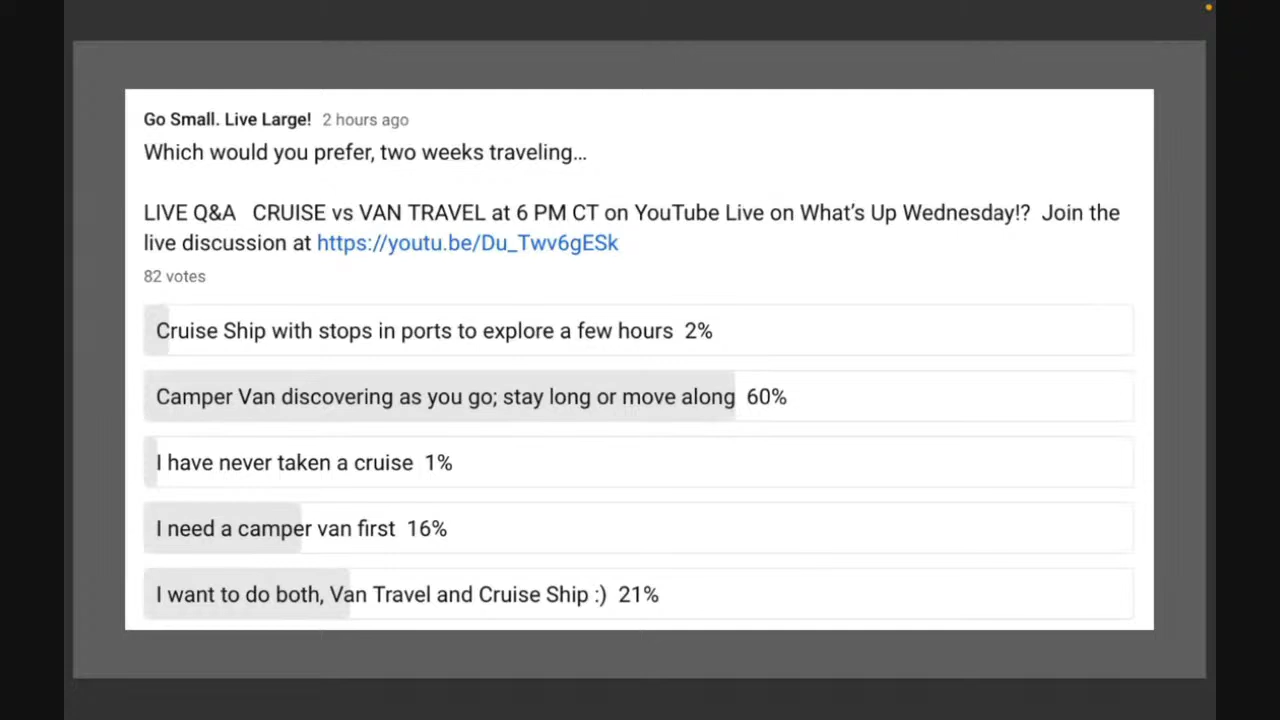 Go Small. Live Large! 2 hours ago
Which would you prefer, two weeks traveling...
LIVE Q&A CRUISE vs VAN TRAVEL at 6 PM CT on YouTube Live on What's Up Wednesday!? Join the
live discussion at https://youtu.be/Du_Twv6gESk
82 votes
Cruise Ship with stops in ports to explore a few hours 2%
Camper Van discovering as you go; stay long or move along 60%
I have never taken a cruise 1%
I need a camper van first 16%
I want to do both, Van Travel and Cruise Ship :) 21%